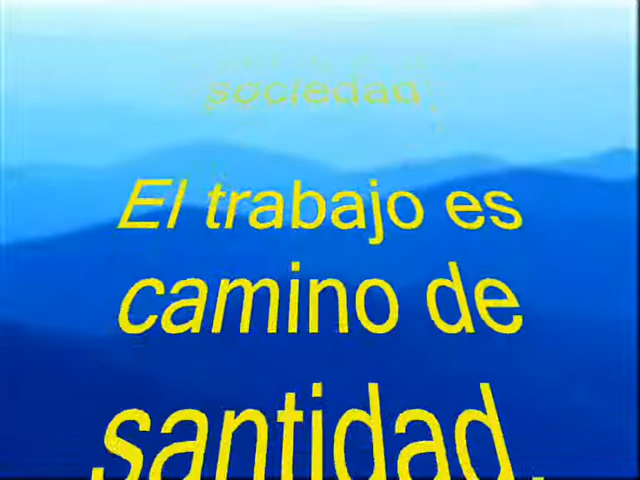 sociedad
El trabajo es
camino de
santidad.